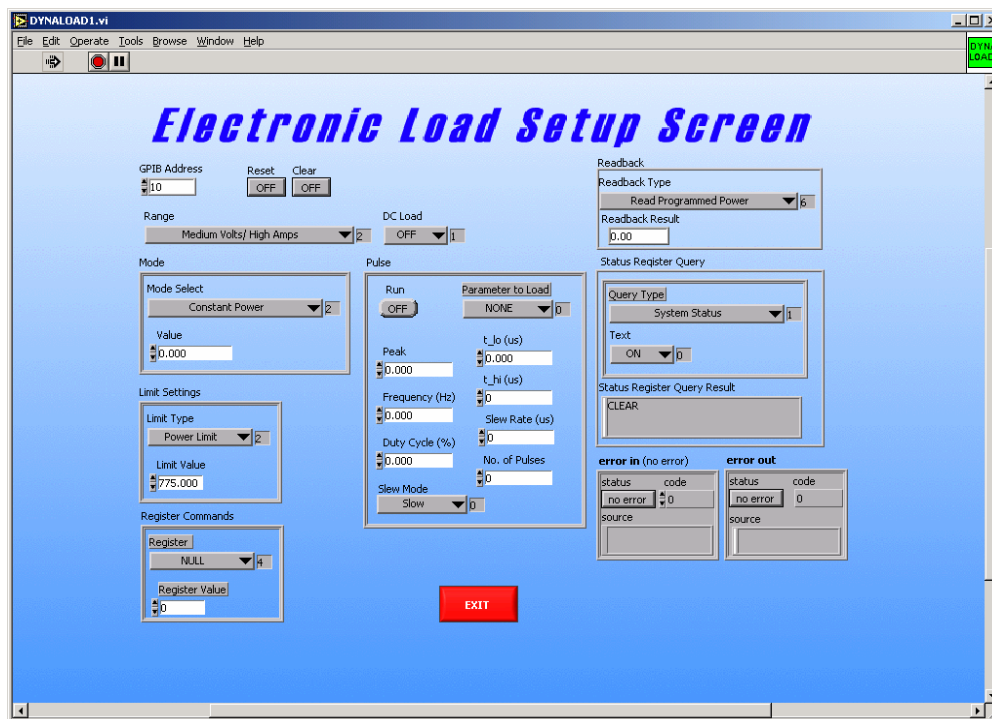 DYNALOAD1.vi
File Edit Operate Tools Browse Window Help
DYNA
LOAD
Electronic Load Setup Screen
GPIB Address
10
Reset
OFF
Clear
OFF
Range
Medium Volts/ High Amps 2
DC Load
OFF 1
Mode
Mode Select
Constant Power 2
Value
0.000
Limit Settings
Limit Type
Power Limit 2
Limit Value
775.000
Register Commands
Register
NULL 4
Register Value
0
Pulse
Run
OFF
Parameter to Load
NONE 0
Peak
0.000
Frequency (Hz)
0.000
Duty Cycle (%)
0.000
Slew Mode
Slow 0
t_lo (us)
0.000
t_hi (us)
0
Slew Rate (us)
0
No. of Pulses
0
Readback
Readback Type
Read Programmed Power 6
Readback Result
0.00
Status Register Query
Query Type
System Status 1
Text
ON 0
Status Register Query Result
CLEAR
error in (no error)
status code
no error 0
source
error out
status code
no error 0
source
EXIT